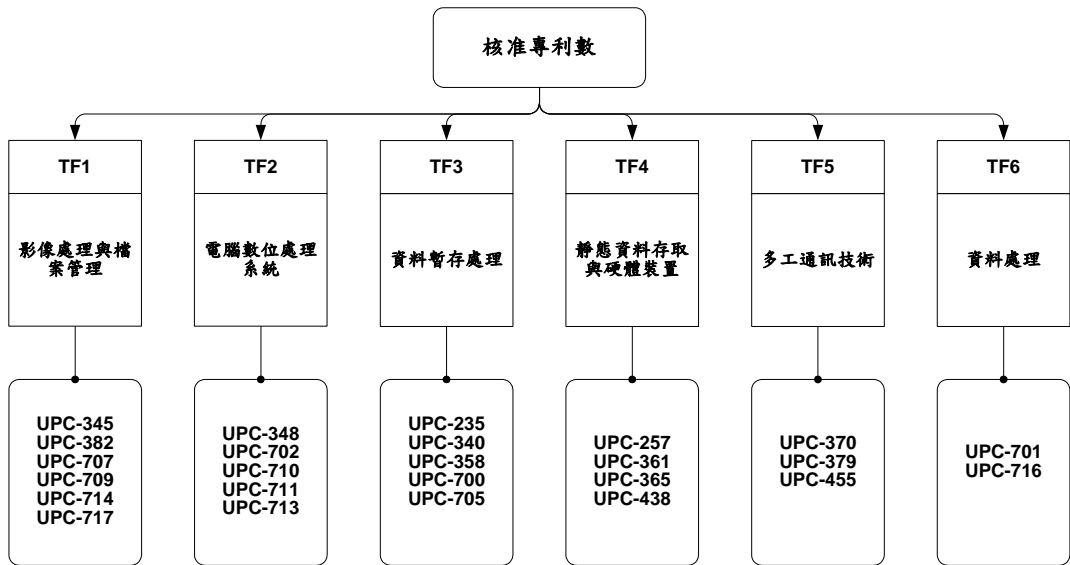 核准專利數
TF1
TF2
TF3
TF4
TF5
TF6
影像處理與檔
案管理
電腦數位處理
系統
資料暫存處理
靜態資料存取
與硬體裝置
多工通訊技術
資料處理
UPC-345
UPC-382
UPC-707
UPC-709
UPC-714
UPC-717
UPC-348
UPC-702
UPC-710
UPC-711
UPC-713
UPC-235
UPC-340
UPC-358
UPC-700
UPC-705
UPC-257
UPC-361
UPC-365
UPC-438
UPC-370
UPC-379
UPC-455
UPC-701
UPC-716